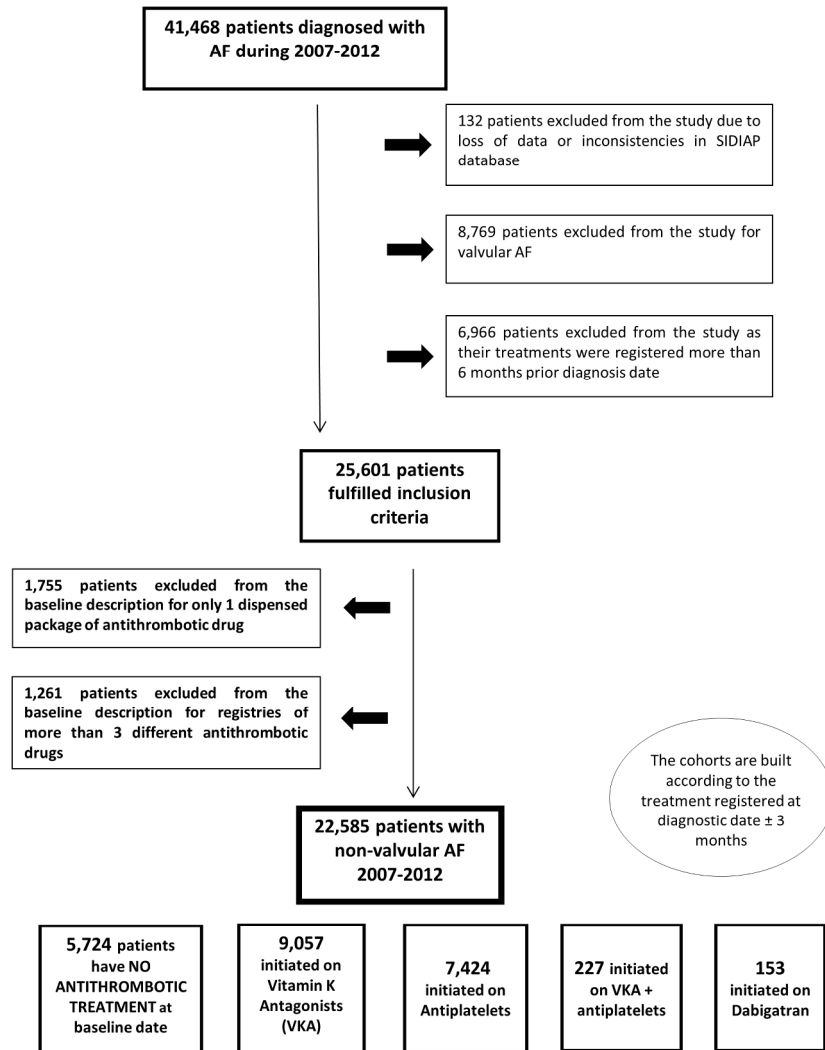 41,468 patients diagnosed with
AF during 2007-2012
132 patients excluded from the study due to
loss of data or inconsistencies in SIDIAP
database
8,769 patients excluded from the study for
valvular AF
6,966 patients excluded from the study as
their treatments were registered more than
6 months prior diagnosis date
25,601 patients
fulfilled inclusion
criteria
1,755 patients excluded from the
baseline description for only 1 dispensed
package of antithrombotic drug
1,261 patients excluded from the
baseline description for registries of
more than 3 different antithrombotic
drugs
The cohorts are built
according to the
treatment registered at
diagnostic date ± 3
months
22,585 patients with
non-valvular AF
2007-2012
5,724 patients
have NO
ANTITHROMBOTIC
TREATMENT at
baseline date
9,057
initiated on
Vitamin K
Antagonists
(VKA)
7,424
initiated on
Antiplatelets
227 initiated
on VKA +
antiplatelets
153
initiated on
Dabigatran